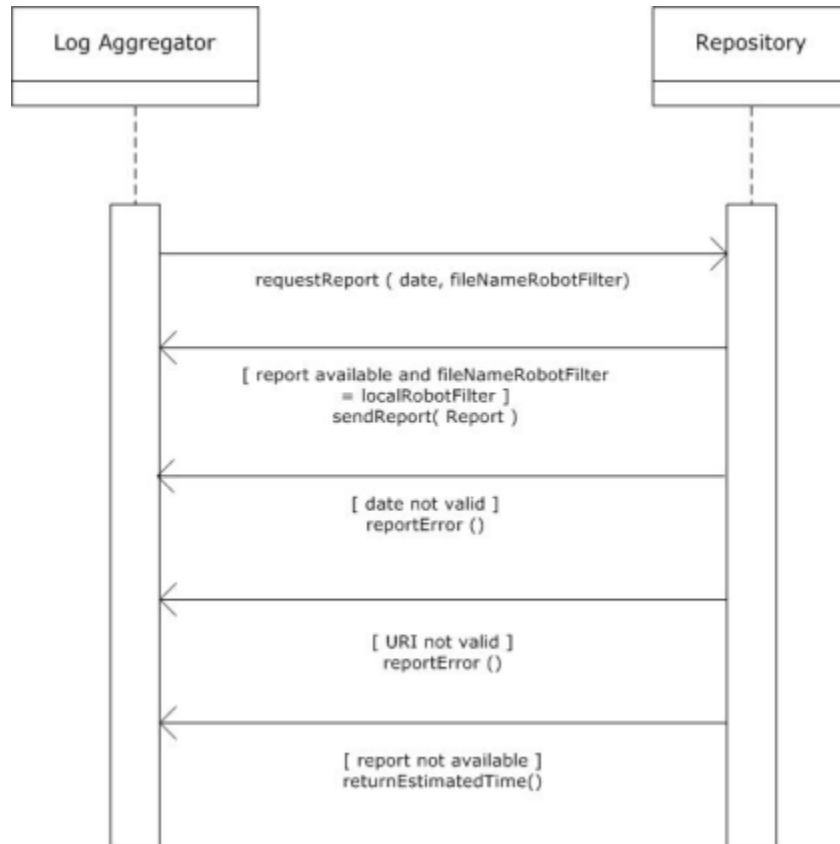 Log Aggregator
Repository
requestReport ( date, fileNameRobotFilter)
[ report available and fileNameRobotFilter
= localRobotFilter ]
sendReport( Report )
[ date not valid ]
reportError ()
[ URI not valid ]
reportError ()
[ report not available ]
returnEstimatedTime()